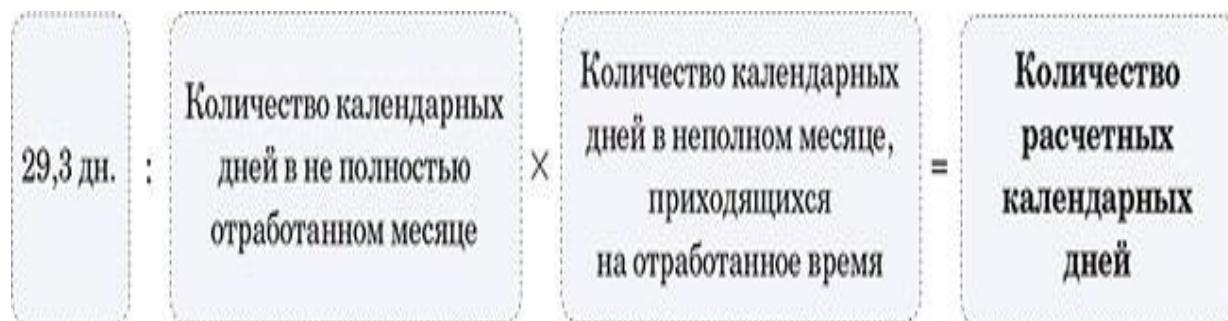 29,3 дн.
:
Количество календарных
дней в не полностью
отработанном месяце
×
Количество календарных
дней в неполном месяце,
приходящихся
на отработанное время
=
Количество
расчетных
календарных
дней